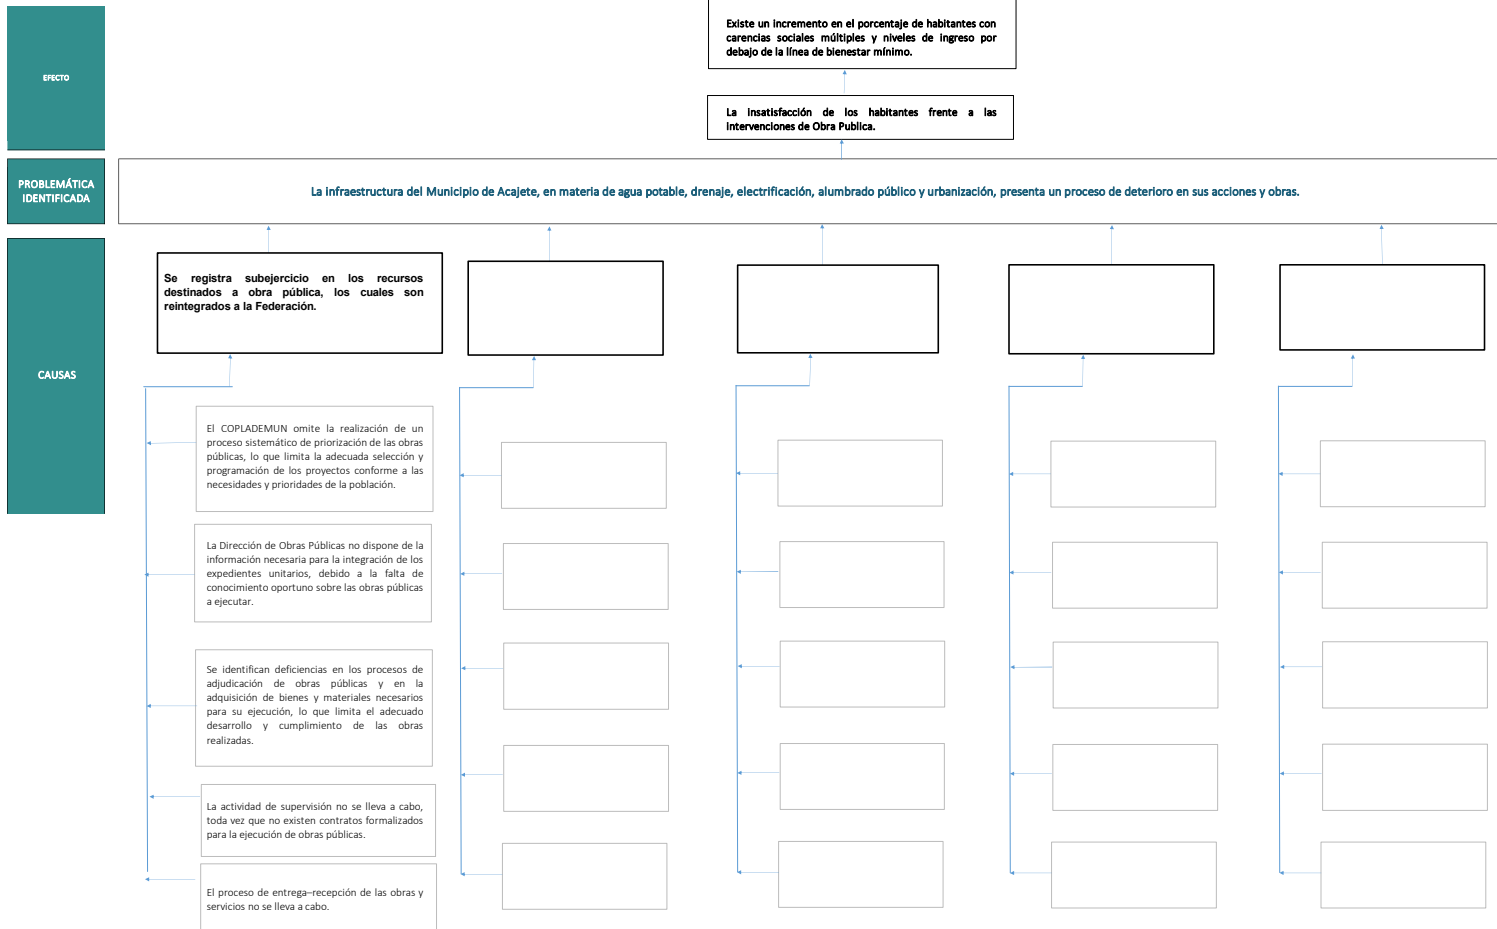 Existe un incremento en el porcentaje de habitantes con
carencias sociales múltiples y niveles de ingreso por
debajo de la línea de bienestar mínimo.
EFECTO
La insatisfacción de los habitantes frente a las
intervenciones de Obra Publica.
PROBLEMÁTICA
IDENTIFICADA
La infraestructura del Municipio de Acajete, en materia de agua potable, drenaje, electrificación, alumbrado público y urbanización, presenta un proceso de deterioro en sus acciones y obras.
Se registra subejercicio en los recursos
destinados a obra pública, los cuales son
reintegrados a la Federación.
CAUSAS
El COPLADEMUN omite la realización de un
proceso sistemático de priorización de las obras
públicas, lo que limita la adecuada selección y
programación de los proyectos conforme a las
necesidades y prioridades de la población.
La Dirección de Obras Públicas no dispone de la
información necesaria para la integración de los
expedientes unitarios, debido a la falta de
conocimiento oportuno sobre las obras públicas
a ejecutar.
Se identifican deficiencias en los procesos de
adjudicación de obras públicas y en la
adquisición de bienes y materiales necesarios
para su ejecución, lo que limita el adecuado
desarrollo y cumplimiento de las obras
realizadas.
La actividad de supervisión no se lleva a cabo,
toda vez que no existen contratos formalizados
para la ejecución de obras públicas.
El proceso de entrega–recepción de las obras y
servicios no se lleva a cabo.